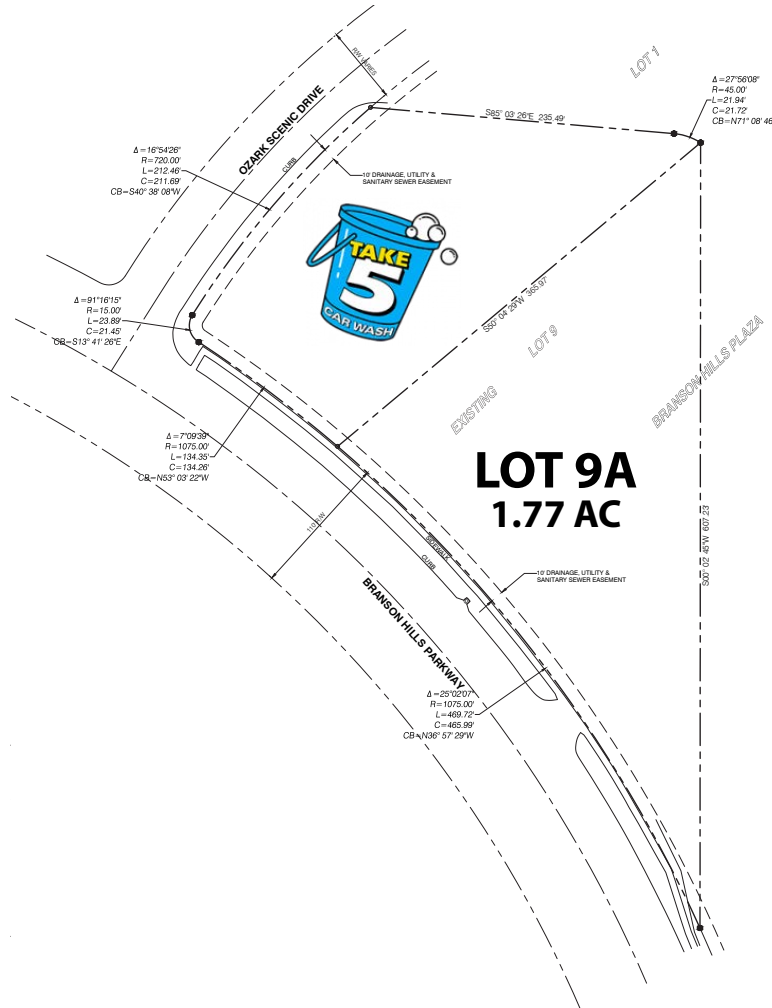 LOT 1
R/W VARIES
Δ=27°56'08"
R=45.00'
L=21.94'
C=21.72'
CB=N71° 08' 46
S85° 03' 26"E 235.49'
OZARK SCENIC DRIVE
CURB
Δ=16°54'26"
R=720.00'
L=212.46'
C=211.69'
CB=S40° 38' 08"W
10' DRAINAGE, UTILITY &
SANITARY SEWER EASEMENT
TAKE
5
CAR WASH
Δ=91°16'15"
R=15.00'
L=23.89'
C=21.45'
CB=S13° 41' 26"E
S50° 04' 29"W 365.97'
LOT 9
EXISTING
BRANSON HILLS PLAZA
Δ=7°09'39"
R=1075.00'
L=134.35'
C=134.26'
CB=N53° 03' 22"W
LOT 9A
1.77 AC
110' R/W
S00° 02' 45"W 607.23
SIDEWALK
CURB
10' DRAINAGE, UTILITY &
SANITARY SEWER EASEMENT
BRANSON HILLS PARKWAY
Δ=25°02'07"
R=1075.00'
L=469.72'
C=465.99'
CB=N36° 57' 29"W